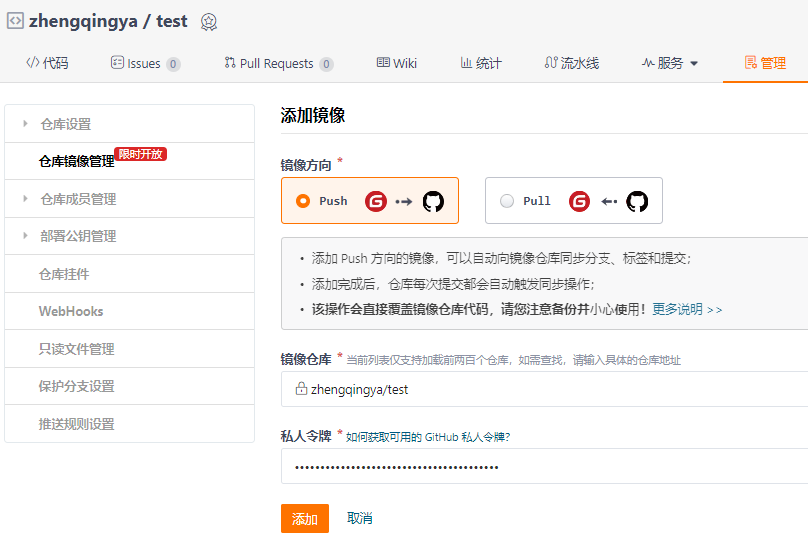 zhengqingya / test
代码 Issues 0 Pull Requests 0 Wiki 统计 流水线 服务 管理
仓库设置
仓库镜像管理 限时开放
仓库成员管理
部署公钥管理
仓库挂件
WebHooks
只读文件管理
保护分支设置
推送规则设置
添加镜像
镜像方向 *
Push Pull
• 添加 Push 方向的镜像，可以自动向镜像仓库同步分支、标签和提交；
• 添加完成后，仓库每次提交都会自动触发同步操作；
• 该操作会直接覆盖镜像仓库代码，请您注意备份并小心使用！更多说明 >>
镜像仓库 * 当前列表仅支持加载前两百个仓库，如需查找，请输入具体的仓库地址
zhengqingya/test
私人令牌 * 如何获取可用的 GitHub 私人令牌?
添加 取消